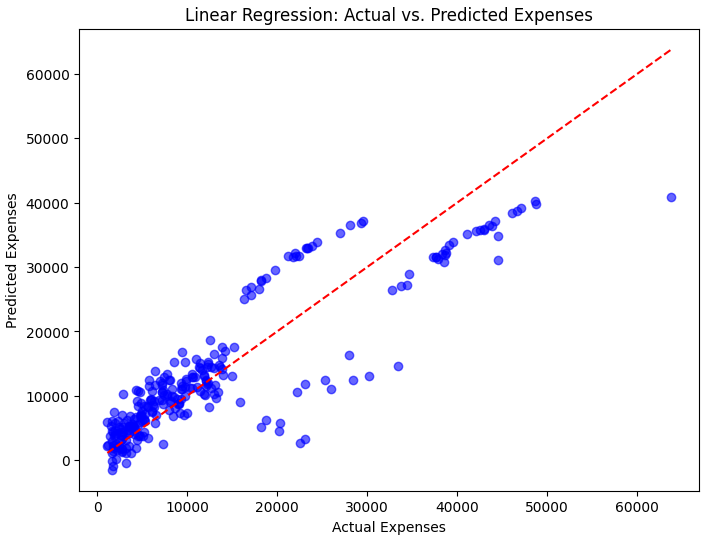 Linear Regression: Actual vs. Predicted Expenses
60000
50000
40000
30000
20000
10000
0
Predicted Expenses
0 10000 20000 30000 40000 50000 60000
Actual Expenses